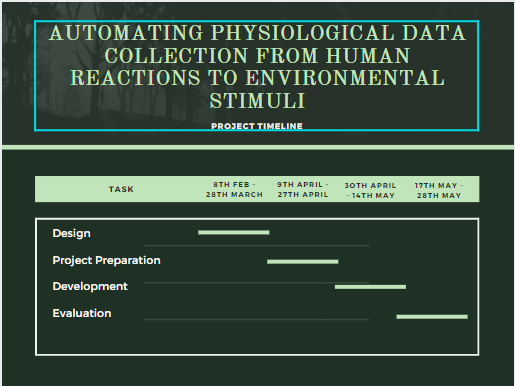 AUTOMATING PHYSIOLOGICAL DATA
COLLECTION FROM HUMAN
REACTIONS TO ENVIRONMENTAL
STIMULI
PROJECT TIMELINE
TASK
8TH FEB -
28TH MARCH
9TH APRIL -
27TH APRIL
30TH APRIL
- 14TH MAY
17TH MAY -
28TH MAY
Design
Project Preparation
Development
Evaluation